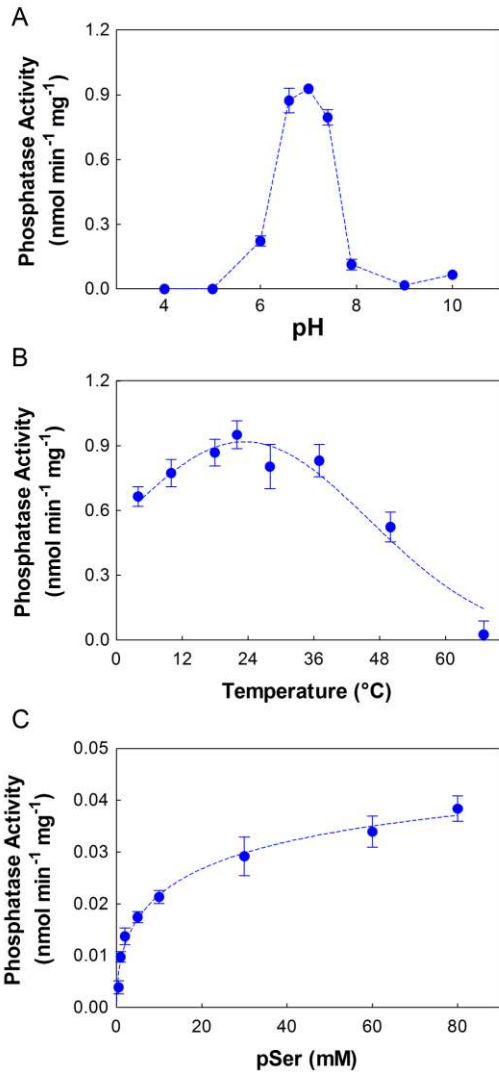 A
Phosphatase Activity
(nmol min⁻¹ mg⁻¹)
1.2
0.9
0.6
0.3
0.0
4 6 8 10
pH
B
Phosphatase Activity
(nmol min⁻¹ mg⁻¹)
1.2
0.9
0.6
0.3
0.0
0 12 24 36 48 60
Temperature (°C)
C
Phosphatase Activity
(nmol min⁻¹ mg⁻¹)
0.05
0.04
0.03
0.02
0.01
0.00
0 20 40 60 80
pSer (mM)